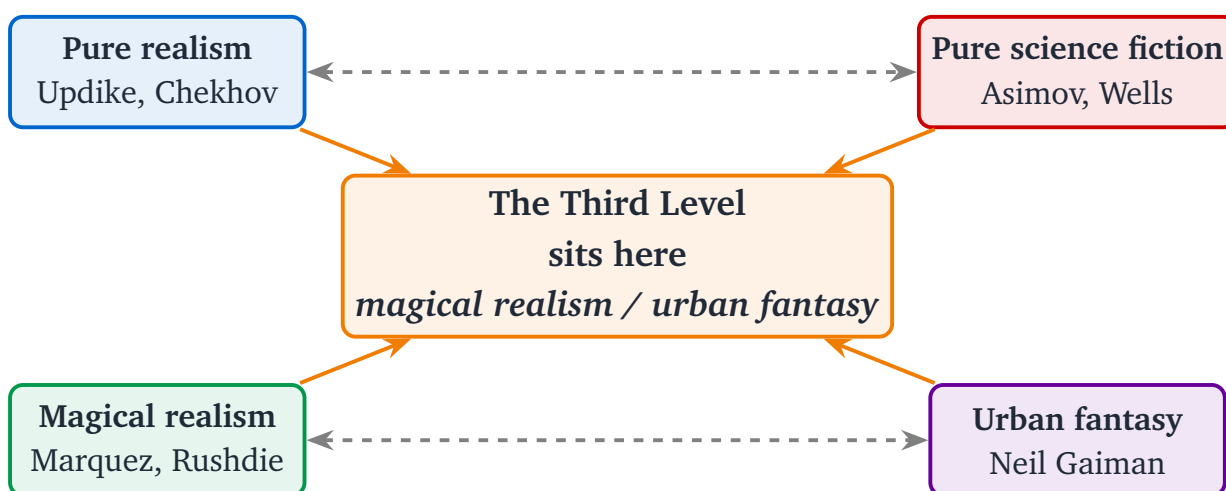 Pure realism
Updike, Chekhov
Pure science fiction
Asimov, Wells
The Third Level
sits here
magical realism / urban fantasy
Magical realism
Marquez, Rushdie
Urban fantasy
Neil Gaiman